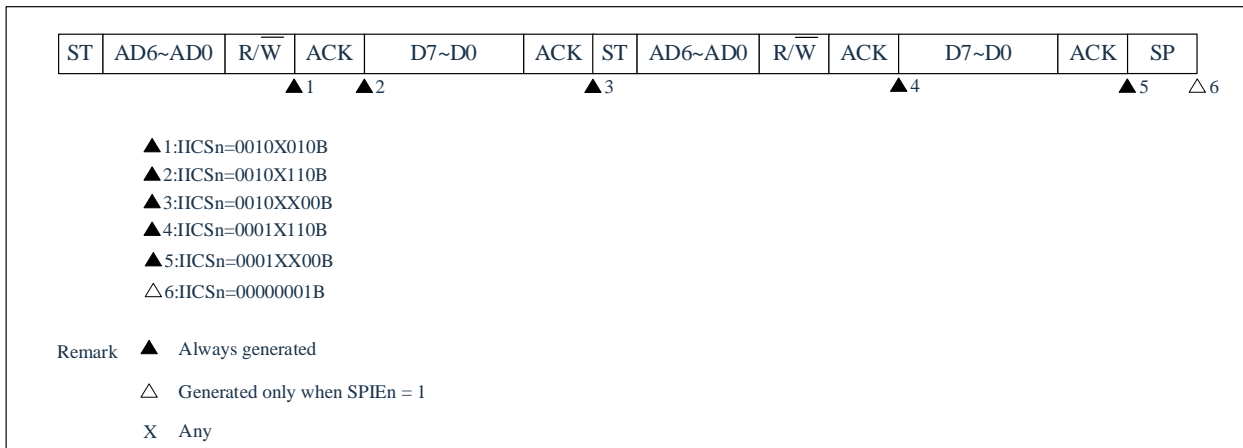 ST AD6~AD0 R/W̅ ACK D7~D0 ACK ST AD6~AD0 R/W̅ ACK D7~D0 ACK SP
▲1 ▲2 ▲3 ▲4 ▲5 △6
▲1:IICSn=0010X010B
▲2:IICSn=0010X110B
▲3:IICSn=0010XX00B
▲4:IICSn=0001X110B
▲5:IICSn=0001XX00B
△6:IICSn=00000001B
Remark ▲ Always generated
△ Generated only when SPIEn = 1
X Any